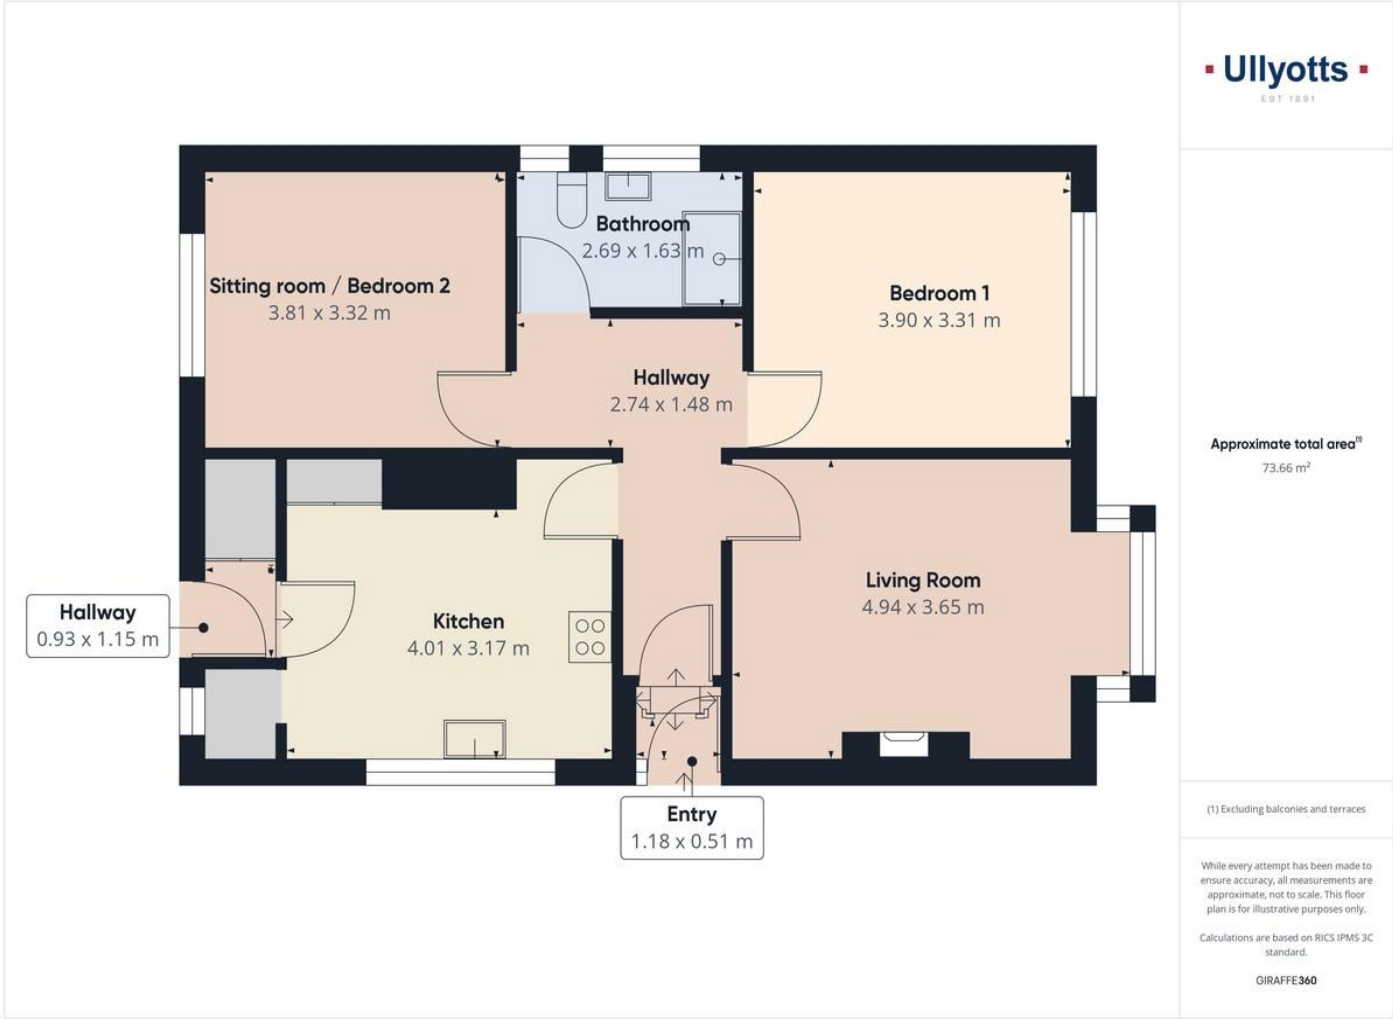 Ullyotts
EST 1891
Bathroom
2.69 x 1.63 m
Sitting room / Bedroom 2
3.81 x 3.32 m
Bedroom 1
3.90 x 3.31 m
Hallway
2.74 x 1.48 m
Living Room
4.94 x 3.65 m
Hallway
0.93 x 1.15 m
Kitchen
4.01 x 3.17 m
Entry
1.18 x 0.51 m
Approximate total area⁽¹⁾
73.66 m²
(1) Excluding balconies and terraces
While every attempt has been made to
ensure accuracy, all measurements are
approximate, not to scale. This floor
plan is for illustrative purposes only.
Calculations are based on RICS IPMS 3C
standard.
GIRAFFE360